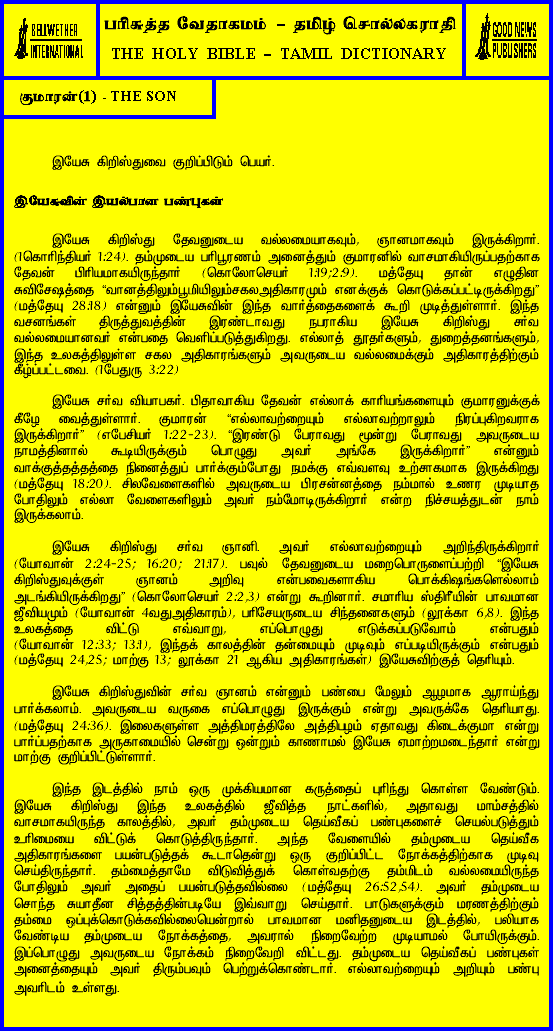 BELLWETHER
INTERNATIONAL
பரிசுத்த வேதாகமம் - தமிழ் சொல்லகராதி
THE HOLY BIBLE - TAMIL DICTIONARY
GOOD NEWS
PUBLISHERS
குமாரன்(1) - THE SON
இயேசு கிறிஸ்துவை குறிப்பிடும் பெயர்.
இயேசுவின் இயல்பான பண்புகள்
இயேசு கிறிஸ்து தேவனுடைய வல்லமையாகவும், ஞானமாகவும் இருக்கிறார்.
(1கொரிந்தியர் 1:24). தம்முடைய பரிபூரணம் அனைத்தும் குமாரனில் வாசமாகியிருப்பதற்காக
தேவன் பிரியமாகயிருந்தார் (கொலோசெயர் 1:19;2:9). மத்தேயு தான் எழுதின
சுவிசேஷத்தை “வானத்திலும்பூமியிலும்சகலஅதிகாரமும் எனக்குக் கொடுக்கப்பட்டிருக்கிறது”
(மத்தேயு 28:18) என்னும் இயேசுவின் இந்த வார்த்தைகளைக் கூறி முடித்துள்ளார். இந்த
வசனங்கள் திருத்துவத்தின் இரண்டாவது நபராகிய இயேசு கிறிஸ்து சர்வ
வல்லமையானவர் என்பதை வெளிப்படுத்துகிறது. எல்லாத் தூதர்களும், துறைத்தனங்களும்,
இந்த உலகத்திலுள்ள சகல அதிகாரங்களும் அவருடைய வல்லமைக்கும் அதிகாரத்திற்கும்
கீழ்ப்பட்டவை. (1பேதுரு 3:22)
இயேசு சர்வ வியாபகர். பிதாவாகிய தேவன் எல்லாக் காரியங்களையும் குமாரனுக்குக்
கீழே வைத்துள்ளார். குமாரன் “எல்லாவற்றையும் எல்லாவற்றாலும் நிரப்புகிறவராக
இருக்கிறார்” (எபேசியர் 1:22-23). “இரண்டு பேராவது மூன்று பேராவது அவருடைய
நாமத்தினால் கூடியிருக்கும் பொழுது அவர் அங்கே இருக்கிறார்” என்னும்
வாக்குத்தத்தத்தை நினைத்துப் பார்க்கும்போது நமக்கு எவ்வளவு உற்சாகமாக இருக்கிறது
(மத்தேயு 18:20). சிலவேளைகளில் அவருடைய பிரசன்னத்தை நம்மால் உணர முடியாத
போதிலும் எல்லா வேளைகளிலும் அவர் நம்மோடிருக்கிறார் என்ற நிச்சயத்துடன் நாம்
இருக்கலாம்.
இயேசு கிறிஸ்து சர்வ ஞானி. அவர் எல்லாவற்றையும் அறிந்திருக்கிறார்
(யோவான் 2:24-25; 16:20; 21:17). பவுல் தேவனுடைய மறைபொருளைப்பற்றி “இயேசு
கிறிஸ்துவுக்குள் ஞானம் அறிவு என்பவைகளாகிய பொக்கிஷங்களெல்லாம்
அடங்கியிருக்கிறது” (கொலோசெயர் 2:2,3) என்று கூறினார். சமாரிய ஸ்திரீயின் பாவமான
ஜீவியமும் (யோவான் 4வதுஅதிகாரம்), பரிசேயருடைய சிந்தனைகளும் (லூக்கா 6,8). இந்த
உலகத்தை விட்டு எவ்வாறு, எப்பொழுது எடுக்கப்படுவோம் என்பதும்
(யோவான் 12:33; 13:1), இந்தக் காலத்தின் தன்மையும் முடிவும் எப்படியிருக்கும் என்பதும்
(மத்தேயு 24,25; மாற்கு 13; லூக்கா 21 ஆகிய அதிகாரங்கள்) இயேசுவிற்குத் தெரியும்.
இயேசு கிறிஸ்துவின் சர்வ ஞானம் என்னும் பண்பை மேலும் ஆழமாக ஆராய்ந்து
பார்க்கலாம். அவருடைய வருகை எப்பொழுது இருக்கும் என்று அவருக்கே தெரியாது.
(மத்தேயு 24:36). இலைகளுள்ள அத்திமரத்திலே அத்திபழம் ஏதாவது கிடைக்குமா என்று
பார்ப்பதற்காக அருகாமையில் சென்று ஒன்றும் காணாமல் இயேசு ஏமாற்றமடைந்தார் என்று
மாற்கு குறிப்பிட்டுள்ளார்.
இந்த இடத்தில் நாம் ஒரு முக்கியமான கருத்தைப் புரிந்து கொள்ள வேண்டும்.
இயேசு கிறிஸ்து இந்த உலகத்தில் ஜீவித்த நாட்களில், அதாவது மாம்சத்தில்
வாசமாகயிருந்த காலத்தில், அவர் தம்முடைய தெய்வீகப் பண்புகளைச் செயல்படுத்தும்
உரிமையை விட்டுக் கொடுத்திருந்தார். அந்த வேளையில் தம்முடைய தெய்வீக
அதிகாரங்களை பயன்படுத்தக் கூடாதென்று ஒரு குறிப்பிட்ட நோக்கத்திற்காக முடிவு
செய்திருந்தார். தம்மைத்தாமே விடுவித்துக் கொள்வதற்கு தம்மிடம் வல்லமையிருந்த
போதிலும் அவர் அதைப் பயன்படுத்தவில்லை (மத்தேயு 26:52,54). அவர் தம்முடைய
சொந்த சுயாதீன சித்தத்தின்படியே இவ்வாறு செய்தார். பாடுகளுக்கும் மரணத்திற்கும்
தம்மை ஒப்புக்கொடுக்கவில்லையென்றால் பாவமான மனிதனுடைய இடத்தில், பலியாக
வேண்டிய தம்முடைய நோக்கத்தை, அவரால் நிறைவேற்ற முடியாமல் போயிருக்கும்.
இப்பொழுது அவருடைய நோக்கம் நிறைவேறி விட்டது. தம்முடைய தெய்வீகப் பண்புகள்
அனைத்தையும் அவர் திரும்பவும் பெற்றுக்கொண்டார். எல்லாவற்றையும் அறியும் பண்பு
அவரிடம் உள்ளது.